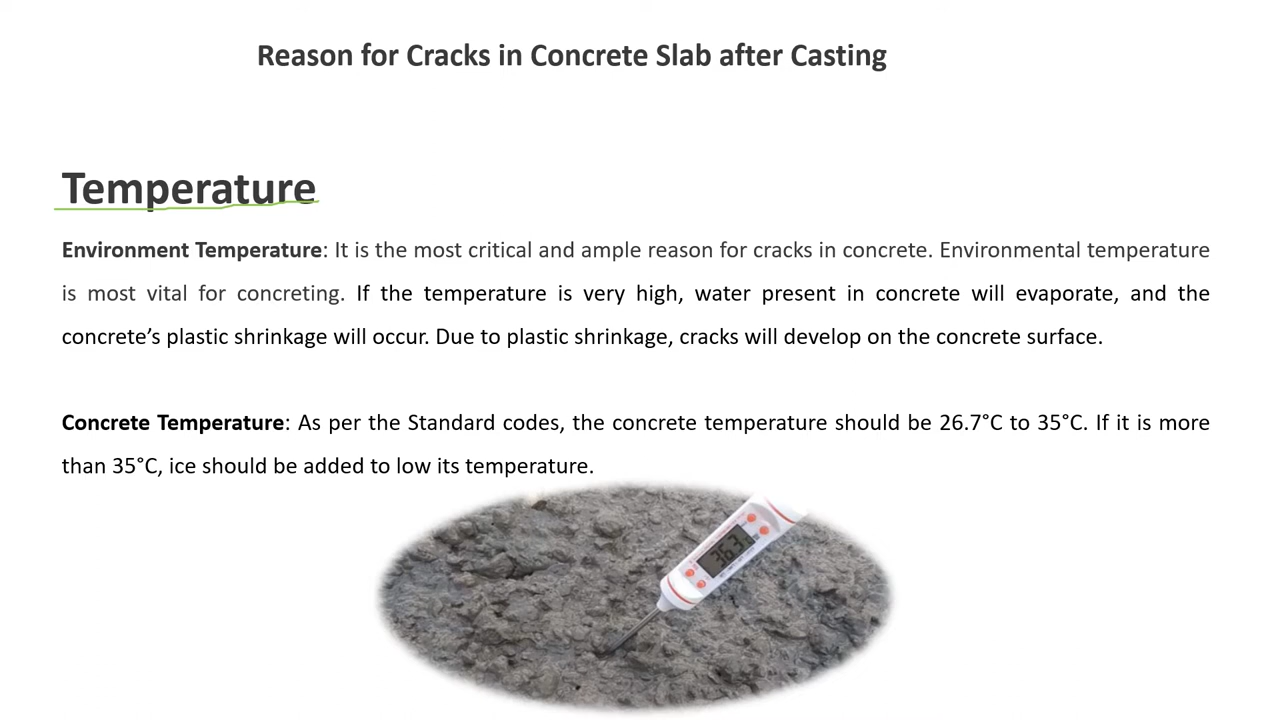 Reason for Cracks in Concrete Slab after Casting
Temperature
Environment Temperature: It is the most critical and ample reason for cracks in concrete. Environmental temperature
is most vital for concreting. If the temperature is very high, water present in concrete will evaporate, and the
concrete’s plastic shrinkage will occur. Due to plastic shrinkage, cracks will develop on the concrete surface.
Concrete Temperature: As per the Standard codes, the concrete temperature should be 26.7°C to 35°C. If it is more
than 35°C, ice should be added to low its temperature.
36.3